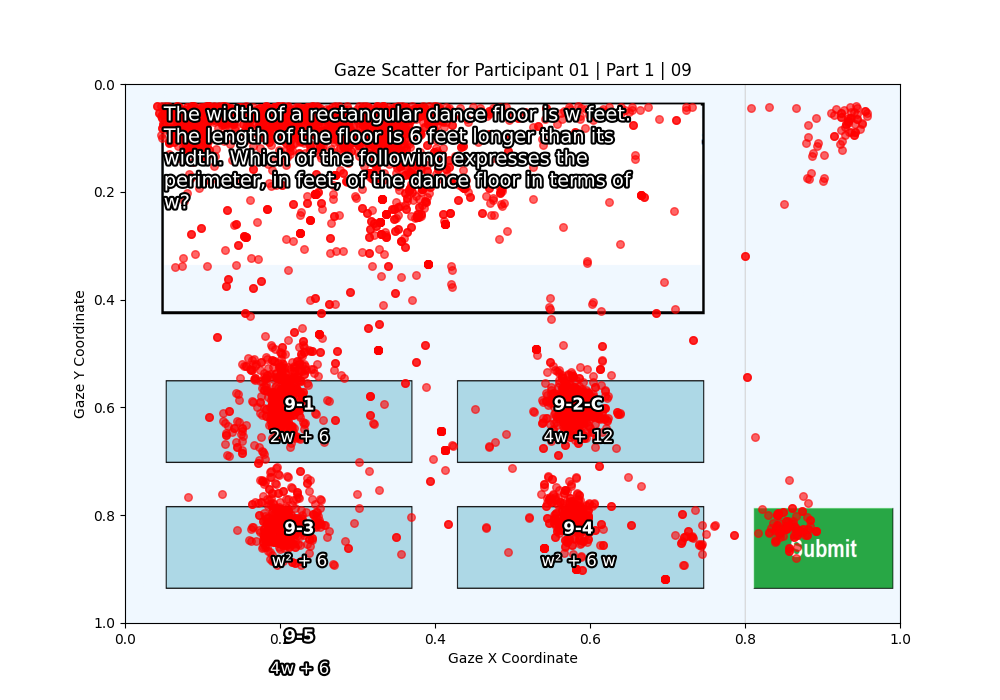 Gaze Scatter for Participant 01 | Part 1 | 09
The width of a rectangular dance floor is w feet.
The length of the floor is 6 feet longer than its
width. Which of the following expresses the
perimeter, in feet, of the dance floor in terms of
w?
9-1
2w + 6
9-2-C
4w + 12
9-3
w² + 6
9-4
w² + 6 w
Submit
9-5
4w + 6
Gaze Y Coordinate
0.0
0.2
0.4
0.6
0.8
1.0
0.0
0.2
0.4
0.6
0.8
1.0
Gaze X Coordinate